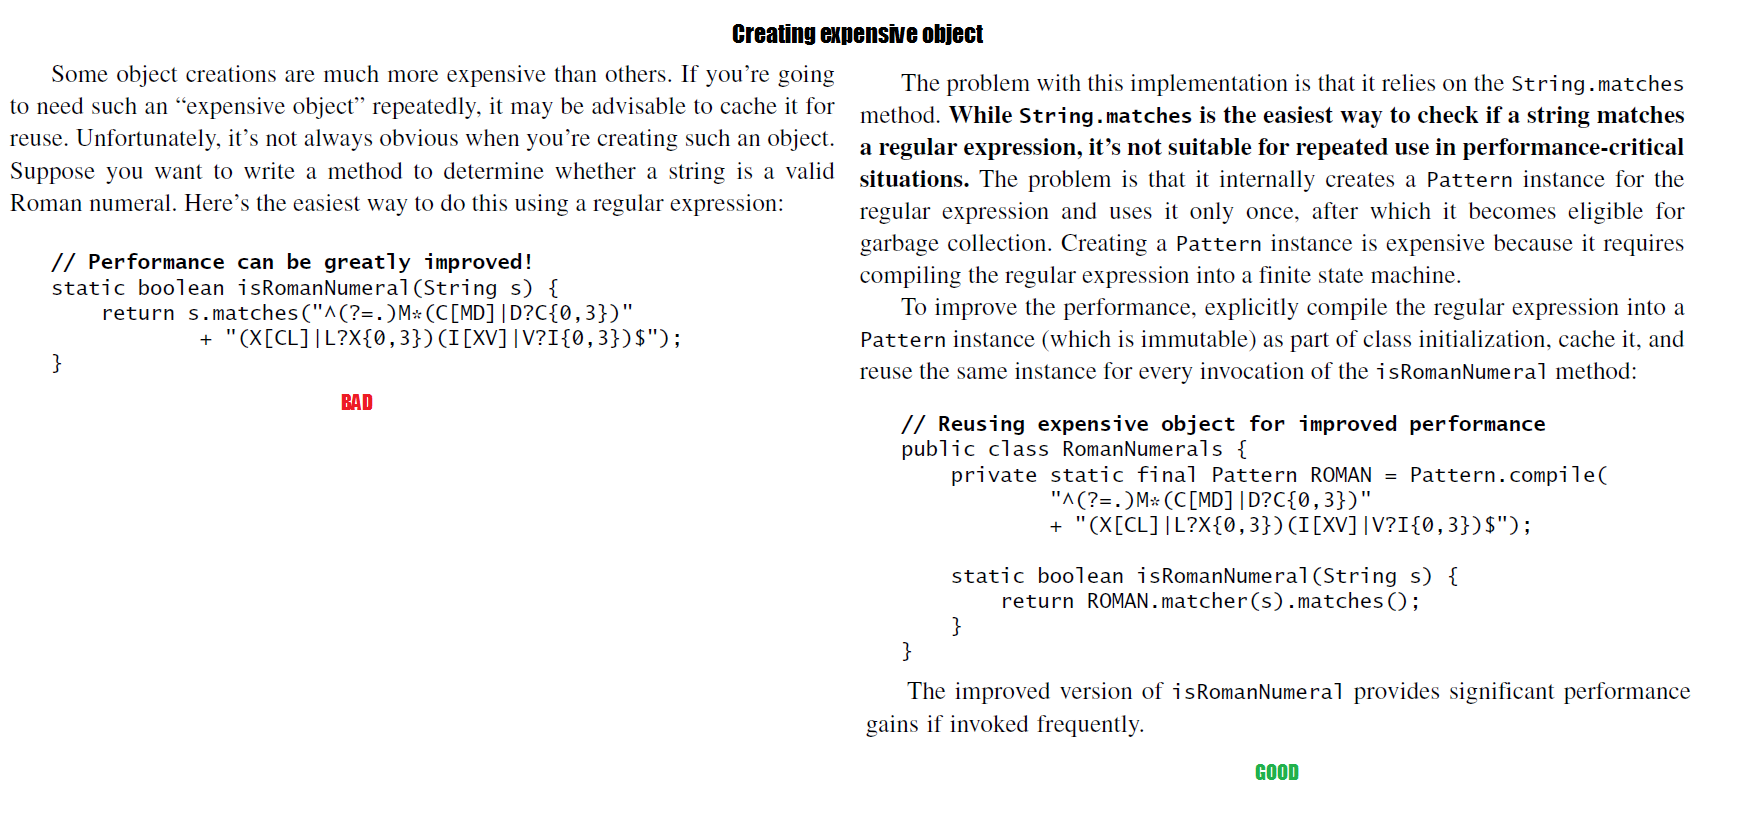 Creating expensive object
Some object creations are much more expensive than others. If you’re going
to need such an “expensive object” repeatedly, it may be advisable to cache it for
reuse. Unfortunately, it’s not always obvious when you’re creating such an object.
Suppose you want to write a method to determine whether a string is a valid
Roman numeral. Here’s the easiest way to do this using a regular expression:
// Performance can be greatly improved!
static boolean isRomanNumeral(String s) {
    return s.matches("^(?=.)M*(C[MD]|D?C{0,3})"
            + "(X[CL]|L?X{0,3})(I[XV]|V?I{0,3})$");
}
BAD
The problem with this implementation is that it relies on the String.matches
method. While String.matches is the easiest way to check if a string matches
a regular expression, it’s not suitable for repeated use in performance-critical
situations. The problem is that it internally creates a Pattern instance for the
regular expression and uses it only once, after which it becomes eligible for
garbage collection. Creating a Pattern instance is expensive because it requires
compiling the regular expression into a finite state machine.
To improve the performance, explicitly compile the regular expression into a
Pattern instance (which is immutable) as part of class initialization, cache it, and
reuse the same instance for every invocation of the isRomanNumeral method:
// Reusing expensive object for improved performance
public class RomanNumerals {
    private static final Pattern ROMAN = Pattern.compile(
            "^(?=.)M*(C[MD]|D?C{0,3})"
            + "(X[CL]|L?X{0,3})(I[XV]|V?I{0,3})$");
    static boolean isRomanNumeral(String s) {
        return ROMAN.matcher(s).matches();
    }
}
The improved version of isRomanNumeral provides significant performance
gains if invoked frequently.
GOOD